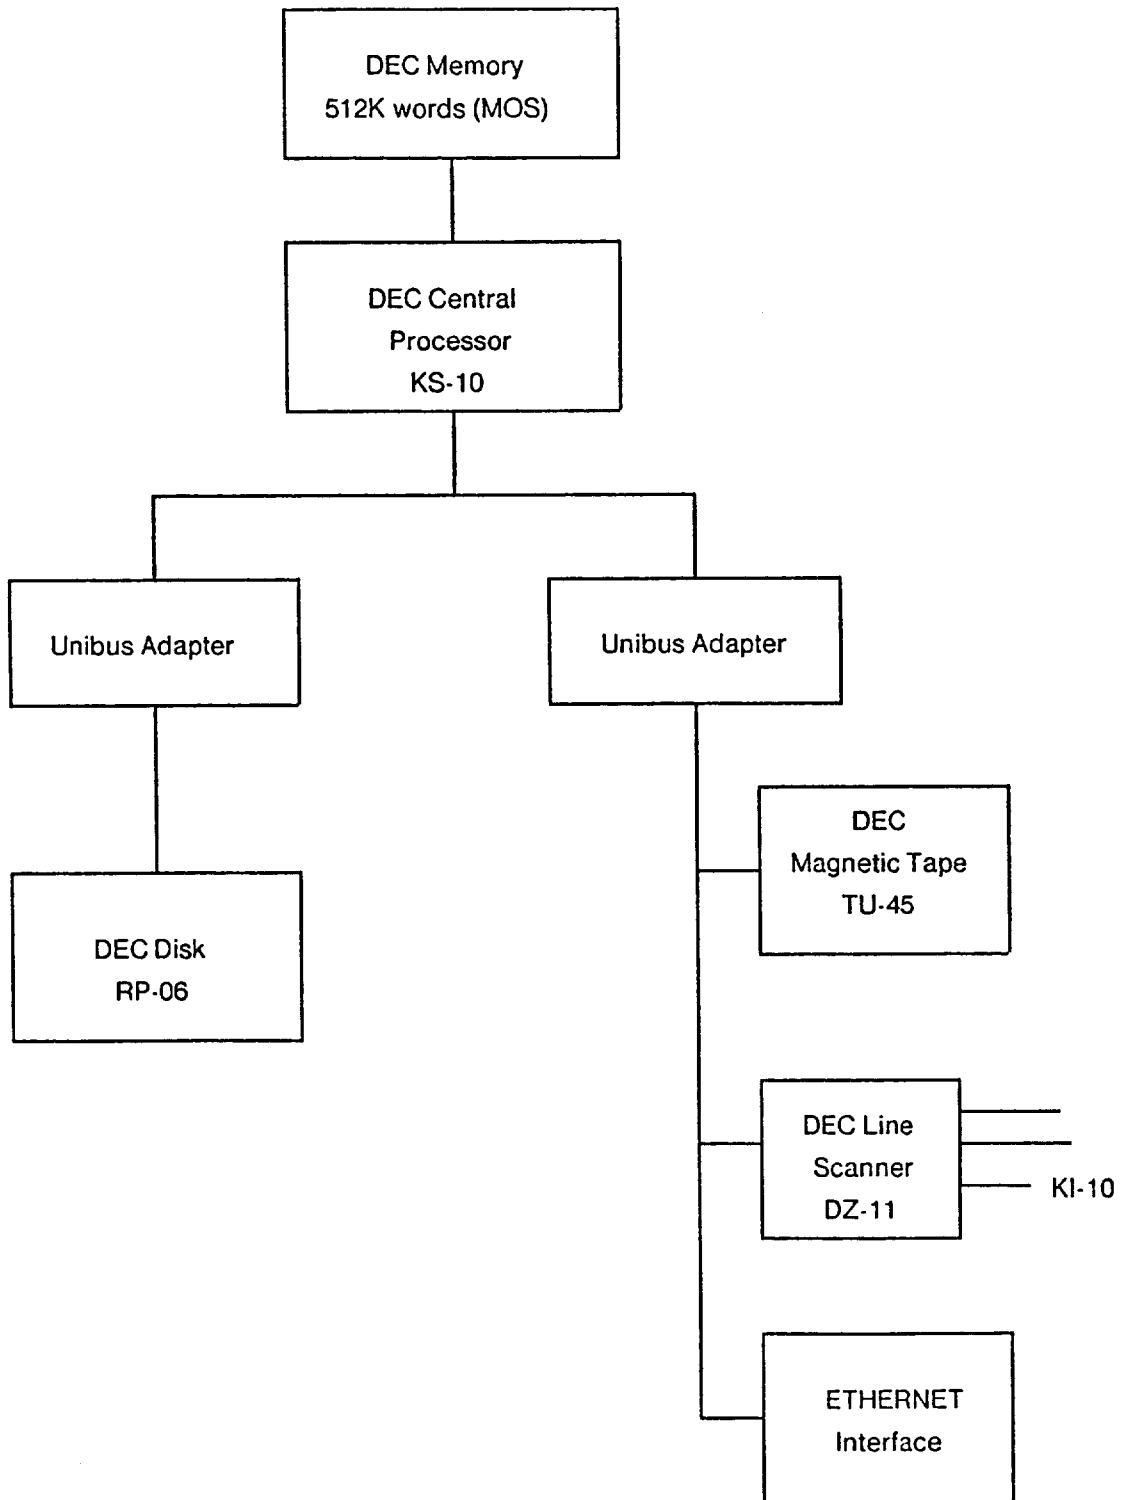 DEC Memory
512K words (MOS)
DEC Central
Processor
KS-10
Unibus Adapter
Unibus Adapter
DEC
Magnetic Tape
TU-45
DEC Disk
RP-06
DEC Line
Scanner
DZ-11
KI-10
ETHERNET
Interface